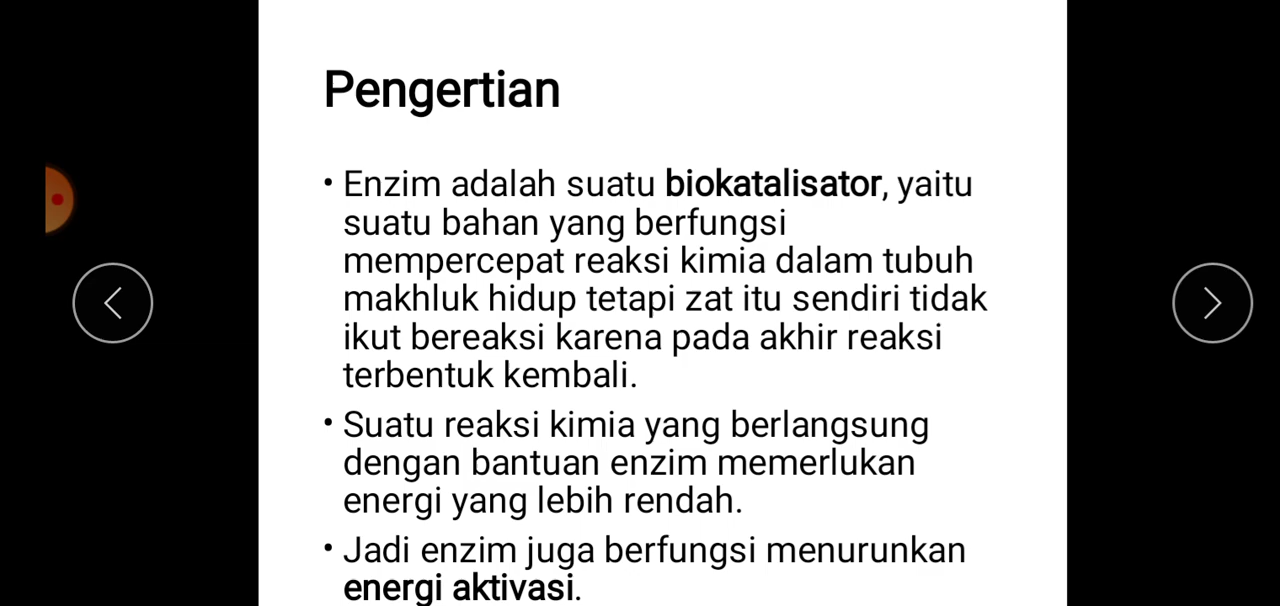 Pengertian
• Enzim adalah suatu biokatalisator, yaitu
suatu bahan yang berfungsi
mempercepat reaksi kimia dalam tubuh
makhluk hidup tetapi zat itu sendiri tidak
ikut bereaksi karena pada akhir reaksi
terbentuk kembali.
• Suatu reaksi kimia yang berlangsung
dengan bantuan enzim memerlukan
energi yang lebih rendah.
• Jadi enzim juga berfungsi menurunkan
energi aktivasi.